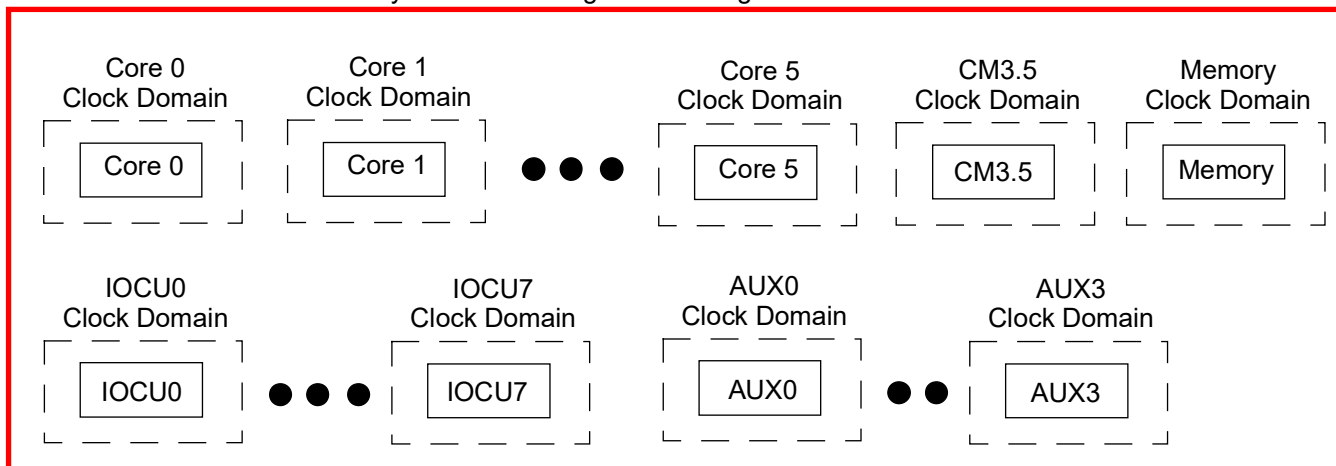 Core 0
Clock Domain
Core 0
Core 1
Clock Domain
Core 1
Core 5
Clock Domain
Core 5
CM3.5
Clock Domain
CM3.5
Memory
Clock Domain
Memory
IOCU0
Clock Domain
IOCU0
IOCU7
Clock Domain
IOCU7
AUX0
Clock Domain
AUX0
AUX3
Clock Domain
AUX3